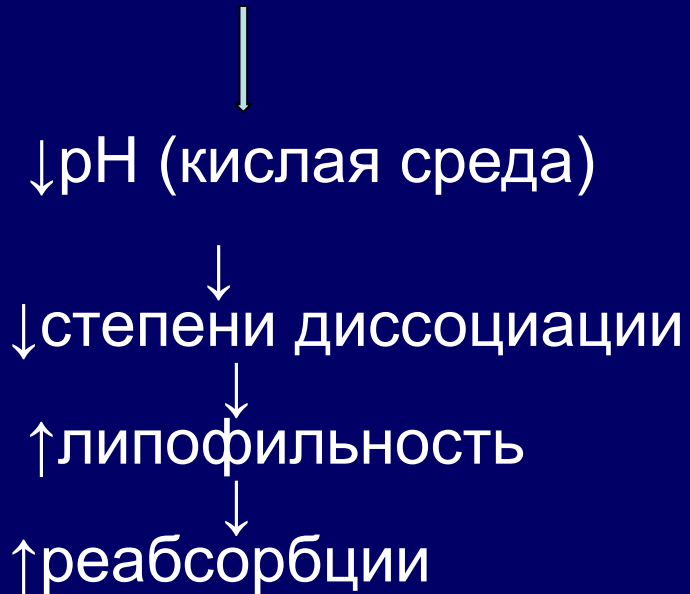 ↓pH (кислая среда)
↓
↓степени диссоциации
↓
↑липофильность
↓
↑реабсорбции